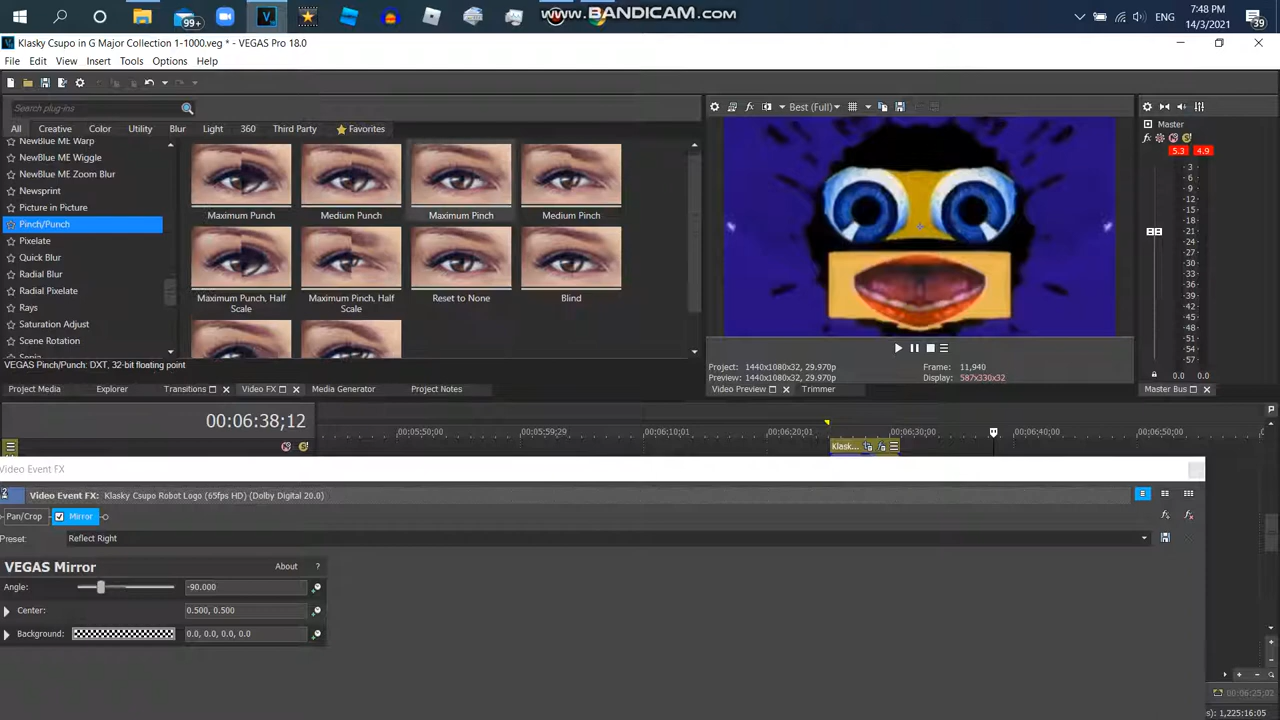 99+
www.BANDICAM.com
ENG
7:48 PM
14/3/2021
39
Klasky Csupo in G Major Collection 1-1000.veg * - VEGAS Pro 18.0
File Edit View Insert Tools Options Help
Search plug-ins
All Creative Color Utility Blur Light 360 Third Party Favorites
NewBlue ME Warp
NewBlue ME Wiggle
NewBlue ME Zoom Blur
Newsprint
Picture in Picture
Pinch/Punch
Pixelate
Quick Blur
Radial Blur
Radial Pixelate
Rays
Saturation Adjust
Scene Rotation
Sepia
Maximum Punch Medium Punch Maximum Pinch Medium Pinch
Maximum Punch, Half Scale Maximum Pinch, Half Scale Reset to None Blind
VEGAS Pinch/Punch: DXT, 32-bit floating point
Project Media Explorer Transitions Video FX Media Generator Project Notes
Best (Full)
Project: 1440x1080x32, 29.970p
Preview: 1440x1080x32, 29.970p
Frame: 11,940
Display: 587x330x32
Video Preview Trimmer
Master
5.3 4.9
-3
-6
-9
-12
-15
-18
-21
-24
-27
-30
-33
-36
-39
-42
-45
-48
-51
-54
-57
0.0 0.0
Master Bus
00:06:38;12
00:05:50;00 00:05:59;29 00:06:10;01 00:06:20;01 00:06:30;00 00:06:40;00 00:06:50;00
Klask...
Video Event FX
Video Event FX: Klasky Csupo Robot Logo (65fps HD) (Dolby Digital 20.0)
Pan/Crop Mirror
Preset: Reflect Right
VEGAS Mirror About ?
Angle: -90.000
Center: 0.500, 0.500
Background: 0.0, 0.0, 0.0, 0.0
00:06:25;02
s): 1,225:16:05